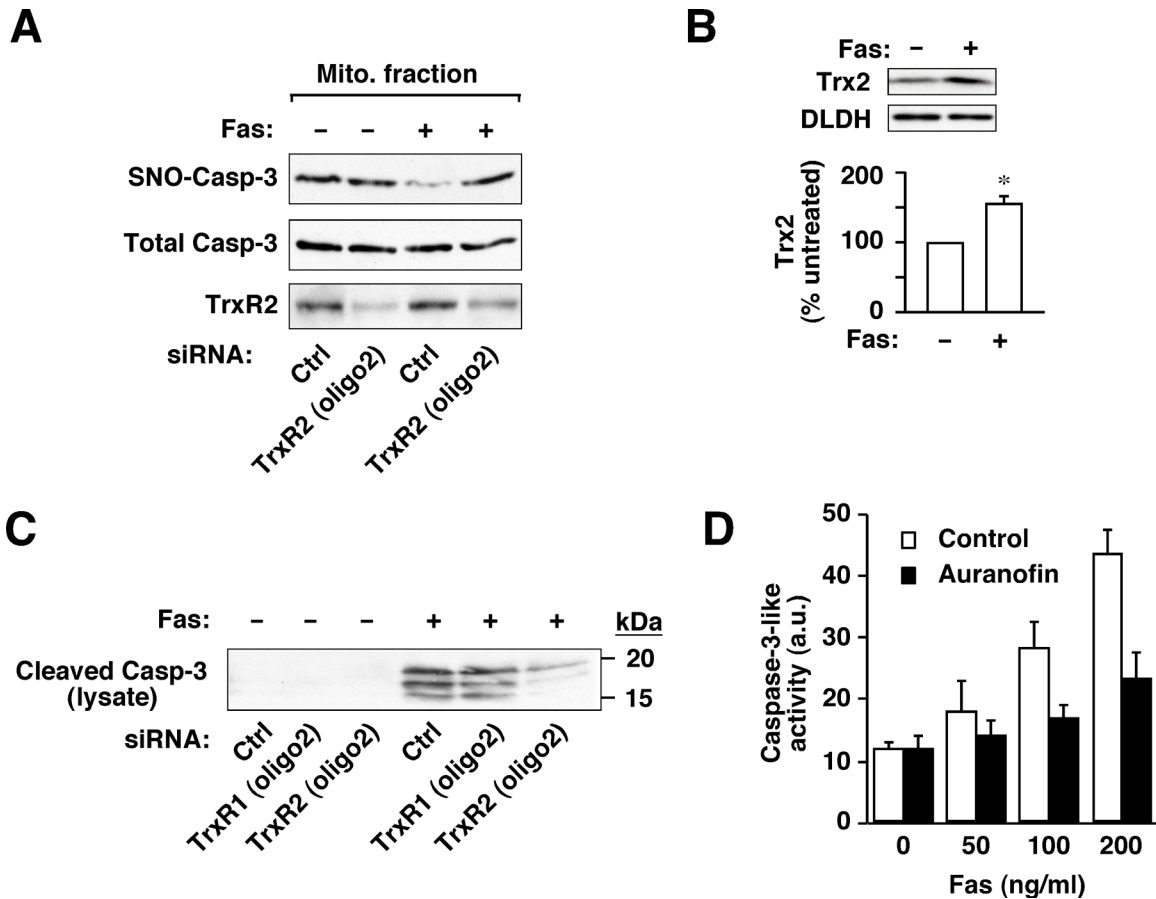 A
Mito. fraction
Fas: – – + +
SNO-Casp-3
Total Casp-3
TrxR2
siRNA:
Ctrl
TrxR2 (oligo2)
Ctrl
TrxR2 (oligo2)
B
Fas: – +
Trx2
DLDH
Trx2
(% untreated)
200
100
0
*
Fas: – +
C
Fas: – – – + + + kDa
Cleaved Casp-3
(lysate)
20
15
siRNA:
Ctrl
TrxR1 (oligo2)
TrxR2 (oligo2)
Ctrl
TrxR1 (oligo2)
TrxR2 (oligo2)
D
Caspase-3-like
activity (a.u.)
50
40
30
20
10
0
Control
Auranofin
0 50 100 200
Fas (ng/ml)